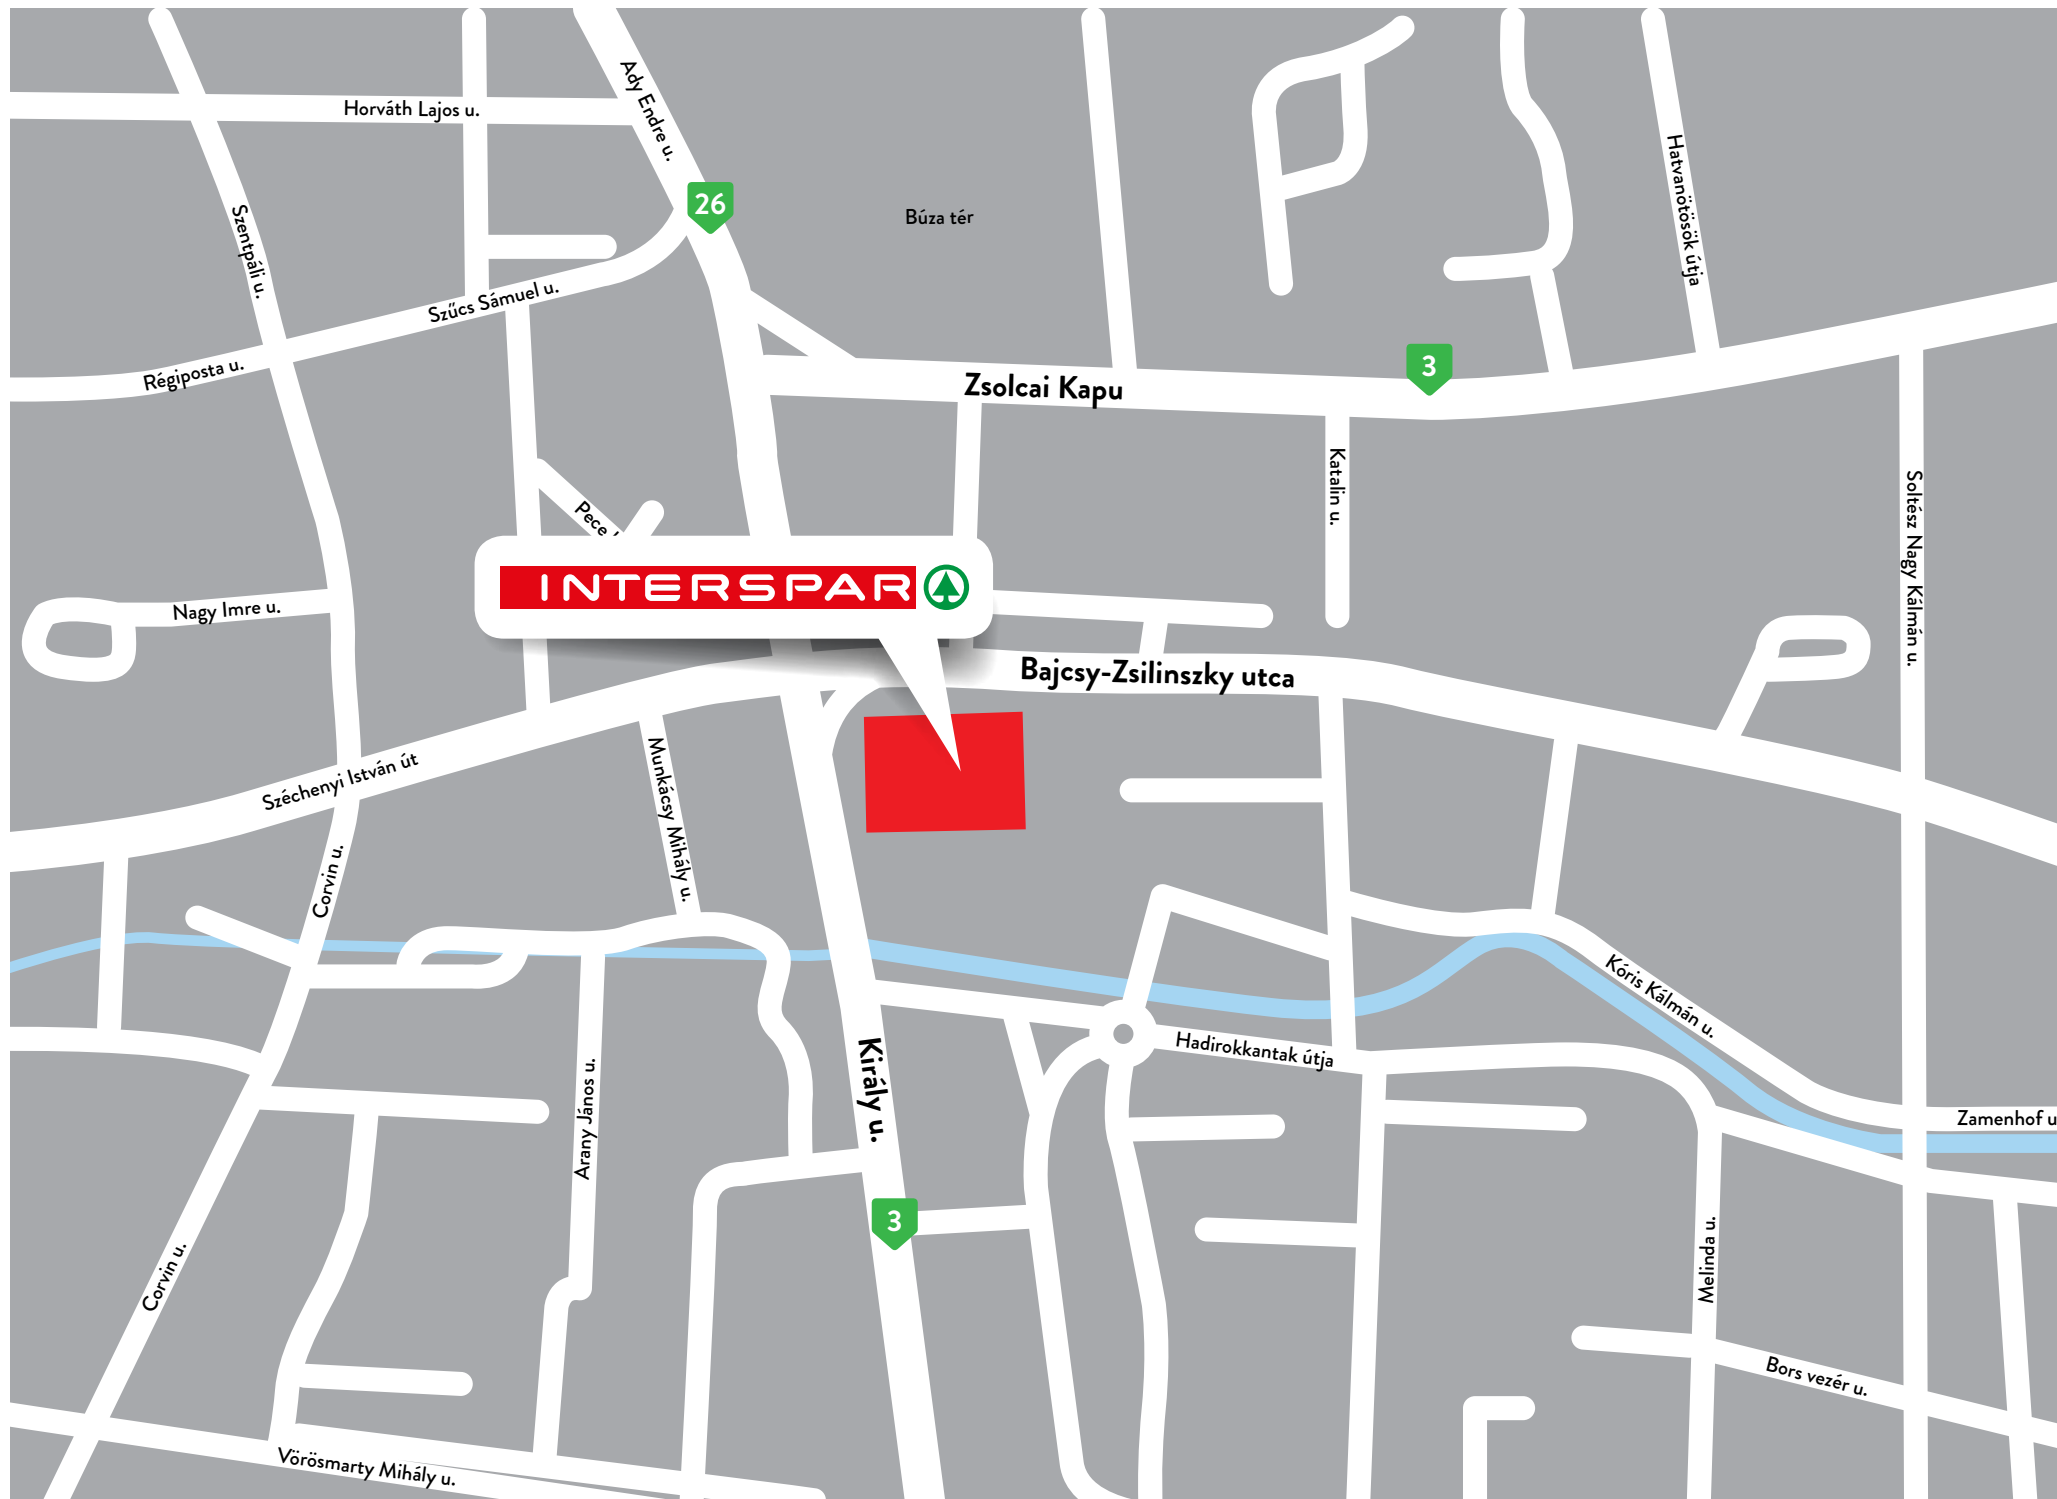 Ady Endre u.
Horváth Lajos u.
Hatvanötösök útja
26
Búza tér
Szentpáli u.
Szűcs Sámuel u.
Régiposta u.
3
Zsolcai Kapu
Katalin u.
Soltész Nagy Kálmán u.
Pece
INTERSPAR
Nagy Imre u.
Bajcsy-Zsilinszky utca
Széchenyi István út
Munkácsy Mihály u.
Corvin u.
Kóris Kálmán u.
Hadirokkantak útja
Király u.
Arany János u.
Zamenhof u
3
Corvin u.
Melinda u.
Bors vezér u.
Vörösmarty Mihály u.